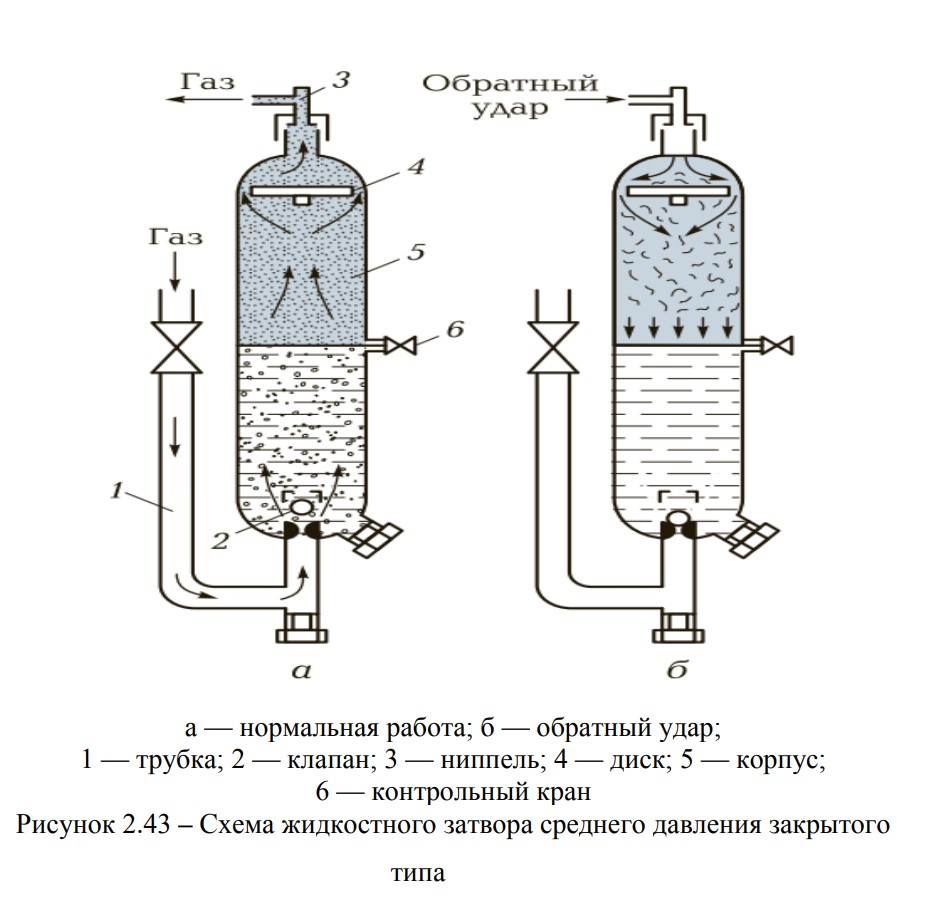 Газ
3
Обратный
удар
4
Газ
5
6
1
2
а
б
а — нормальная работа; б — обратный удар;
1 — трубка; 2 — клапан; 3 — ниппель; 4 — диск; 5 — корпус;
6 — контрольный кран
Рисунок 2.43 – Схема жидкостного затвора среднего давления закрытого
типа